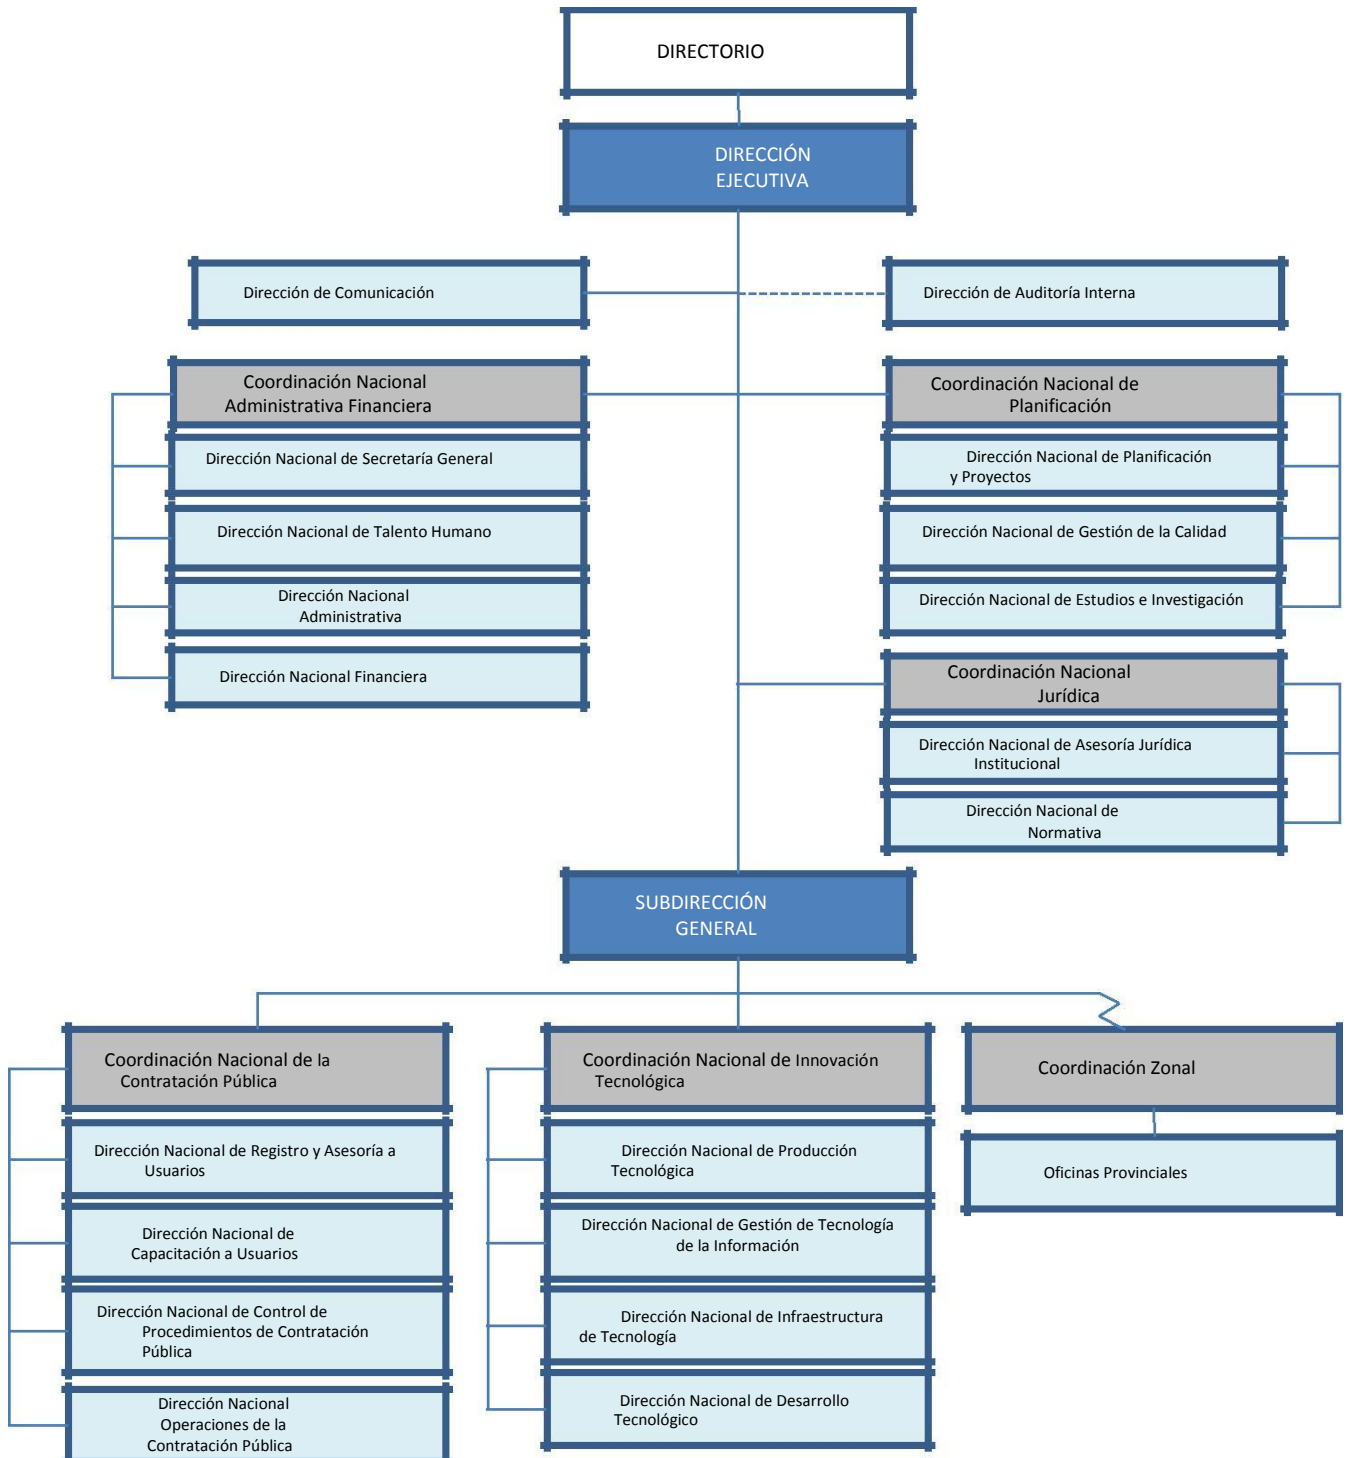 DIRECTORIO
DIRECCIÓN
EJECUTIVA
Dirección de Comunicación
Dirección de Auditoría Interna
Coordinación Nacional
Administrativa Financiera
Dirección Nacional de Secretaría General
Dirección Nacional de Talento Humano
Dirección Nacional
Administrativa
Dirección Nacional Financiera
Coordinación Nacional de
Planificación
Dirección Nacional de Planificación
y Proyectos
Dirección Nacional de Gestión de la Calidad
Dirección Nacional de Estudios e Investigación
Coordinación Nacional
Jurídica
Dirección Nacional de Asesoría Jurídica
Institucional
Dirección Nacional de
Normativa
SUBDIRECCIÓN
GENERAL
Coordinación Nacional de la
Contratación Pública
Dirección Nacional de Registro y Asesoría a
Usuarios
Dirección Nacional de
Capacitación a Usuarios
Dirección Nacional de Control de
Procedimientos de Contratación
Pública
Dirección Nacional
Operaciones de la
Contratación Pública
Coordinación Nacional de Innovación
Tecnológica
Dirección Nacional de Producción
Tecnológica
Dirección Nacional de Gestión de Tecnología
de la Información
Dirección Nacional de Infraestructura
de Tecnología
Dirección Nacional de Desarrollo
Tecnológico
Coordinación Zonal
Oficinas Provinciales